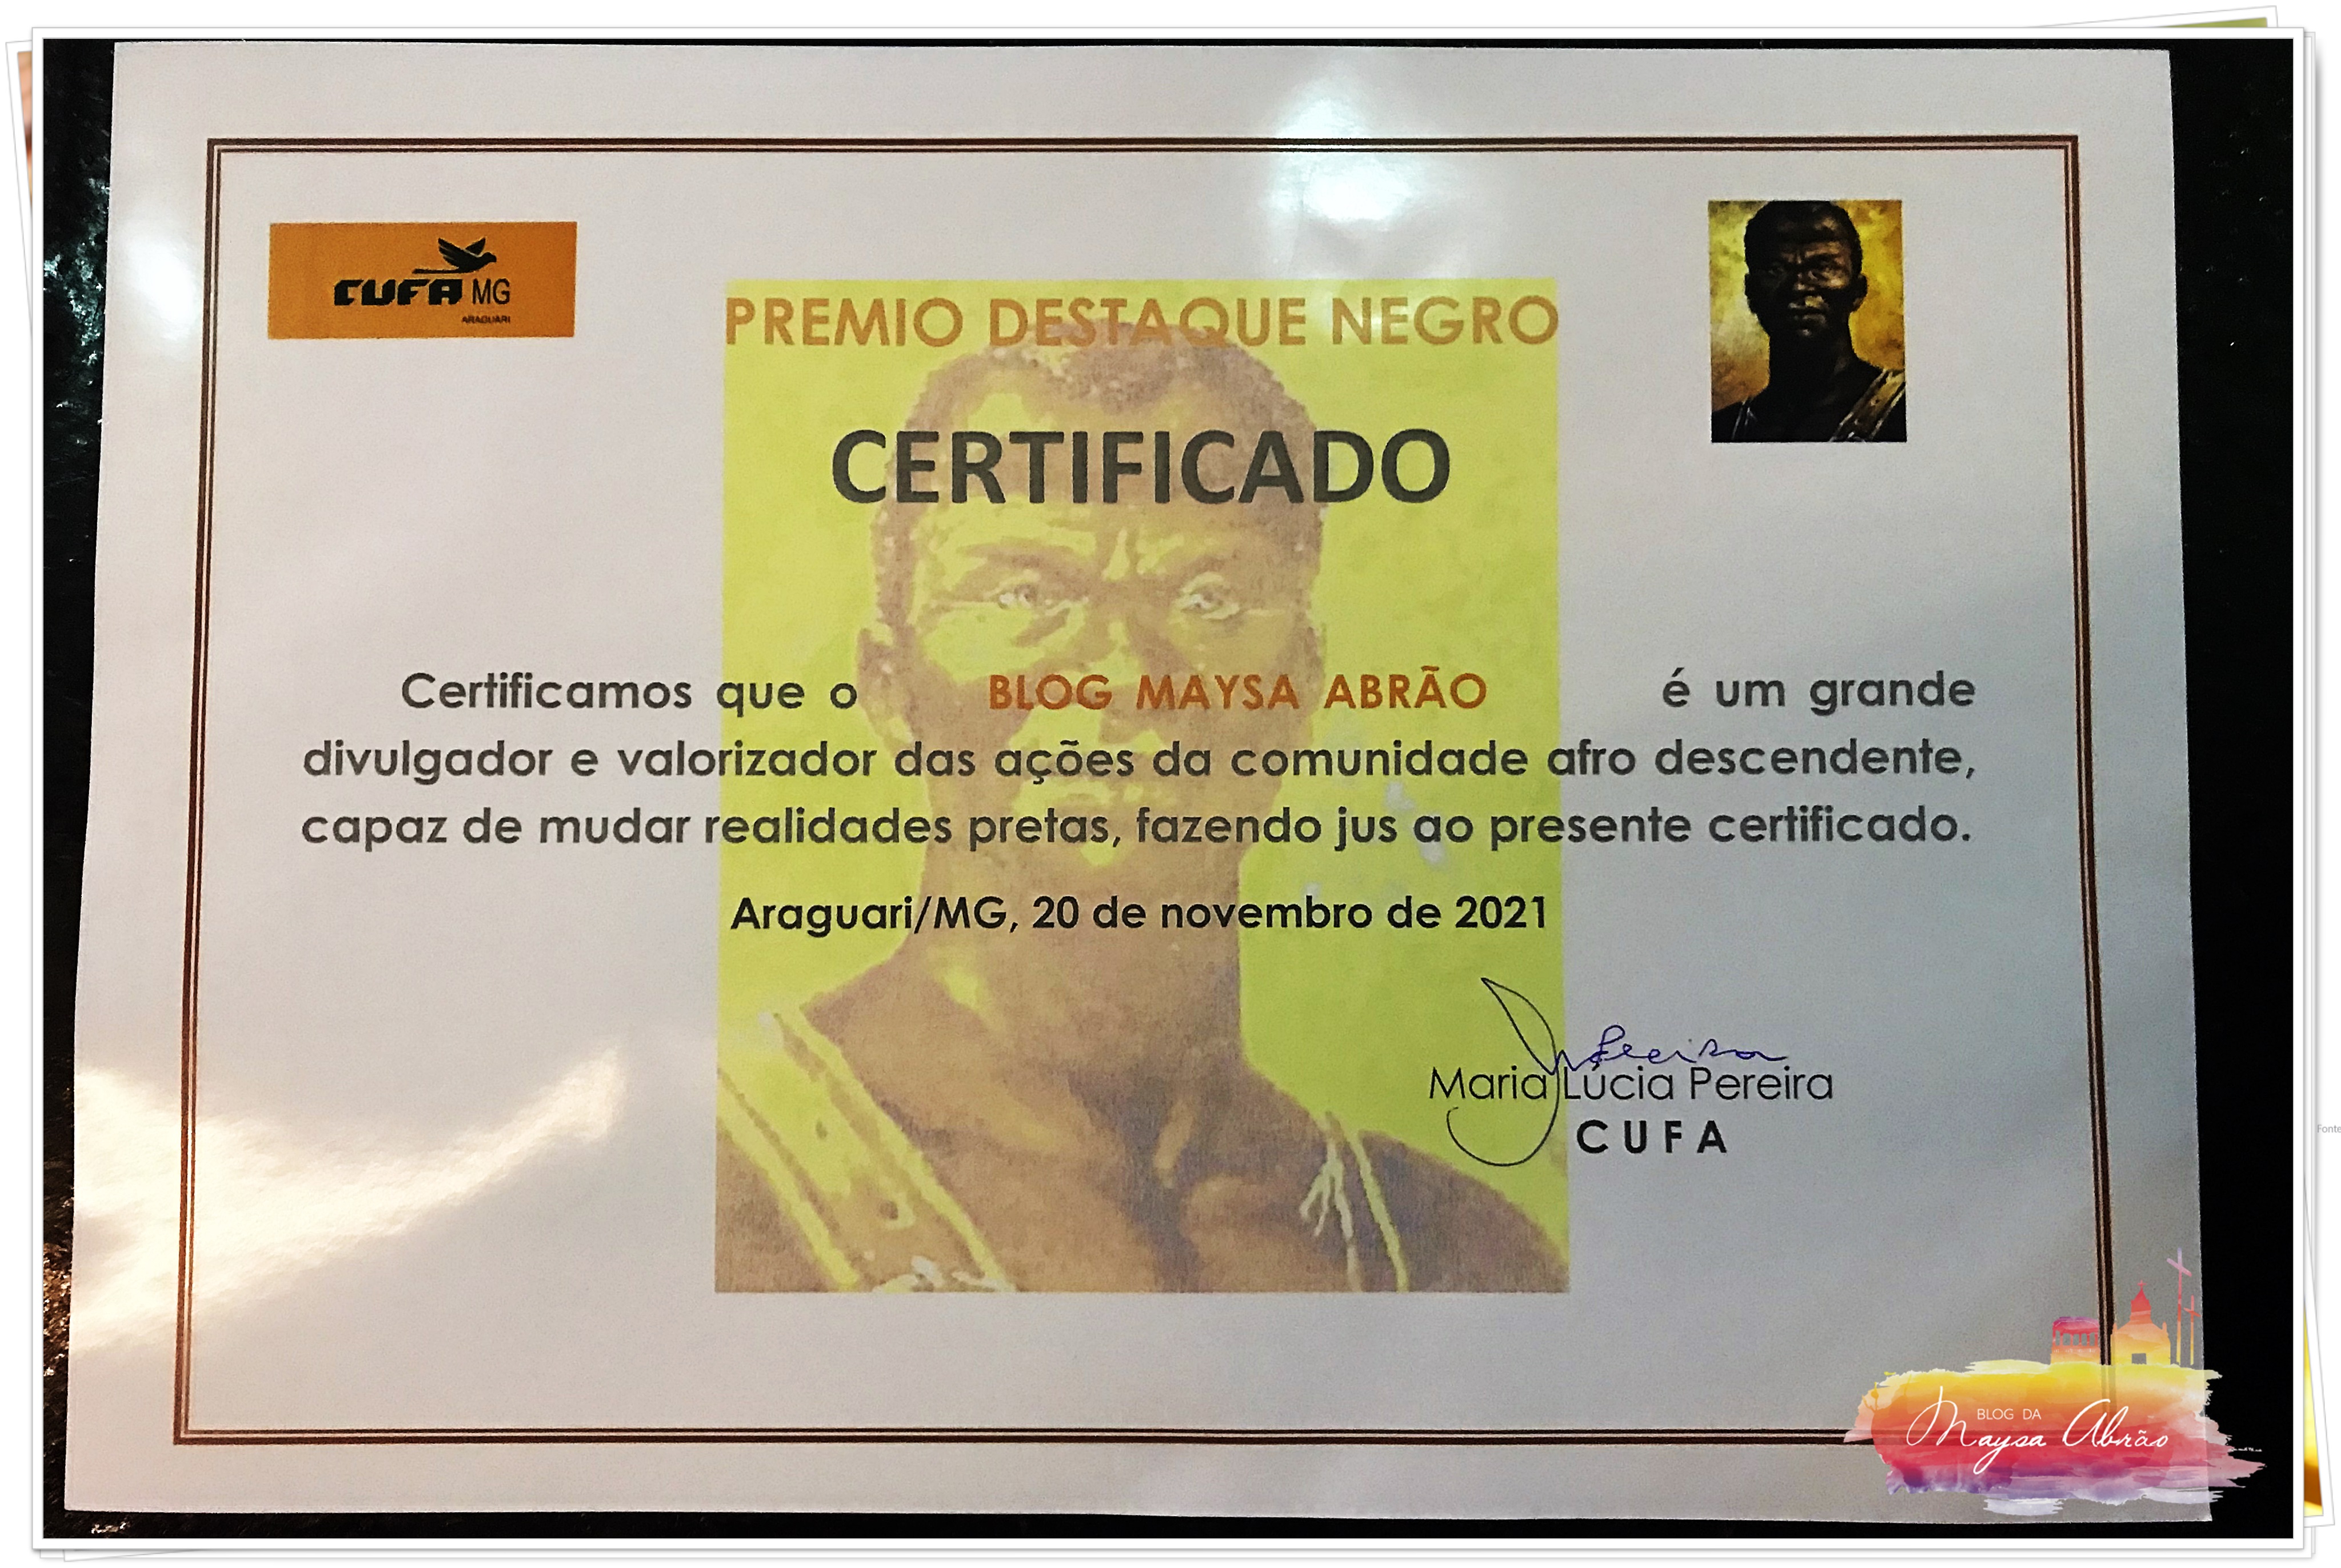 CUFA MG
ARAGUARI
PREMIO DESTAQUE NEGRO
CERTIFICADO
Certificamos que o BLOG MAYSA ABRÃO é um grande
divulgador e valorizador das ações da comunidade afro descendente,
capaz de mudar realidades pretas, fazendo jus ao presente certificado.
Araguari/MG, 20 de novembro de 2021
Pereira
Maria Lúcia Pereira
CUFA
Fonte
BLOG DA
Maysa Abrão